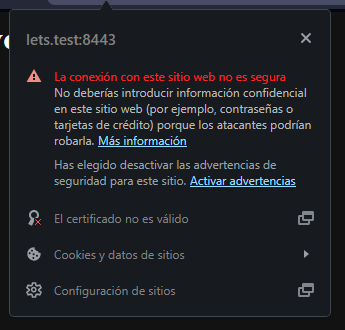 lets.test:8443
La conexión con este sitio web no es segura
No deberías introducir información confidencial
en este sitio web (por ejemplo, contraseñas o
tarjetas de crédito) porque los atacantes podrían
robarla. Más información
Has elegido desactivar las advertencias de
seguridad para este sitio. Activar advertencias
El certificado no es válido
Cookies y datos de sitios
Configuración de sitios